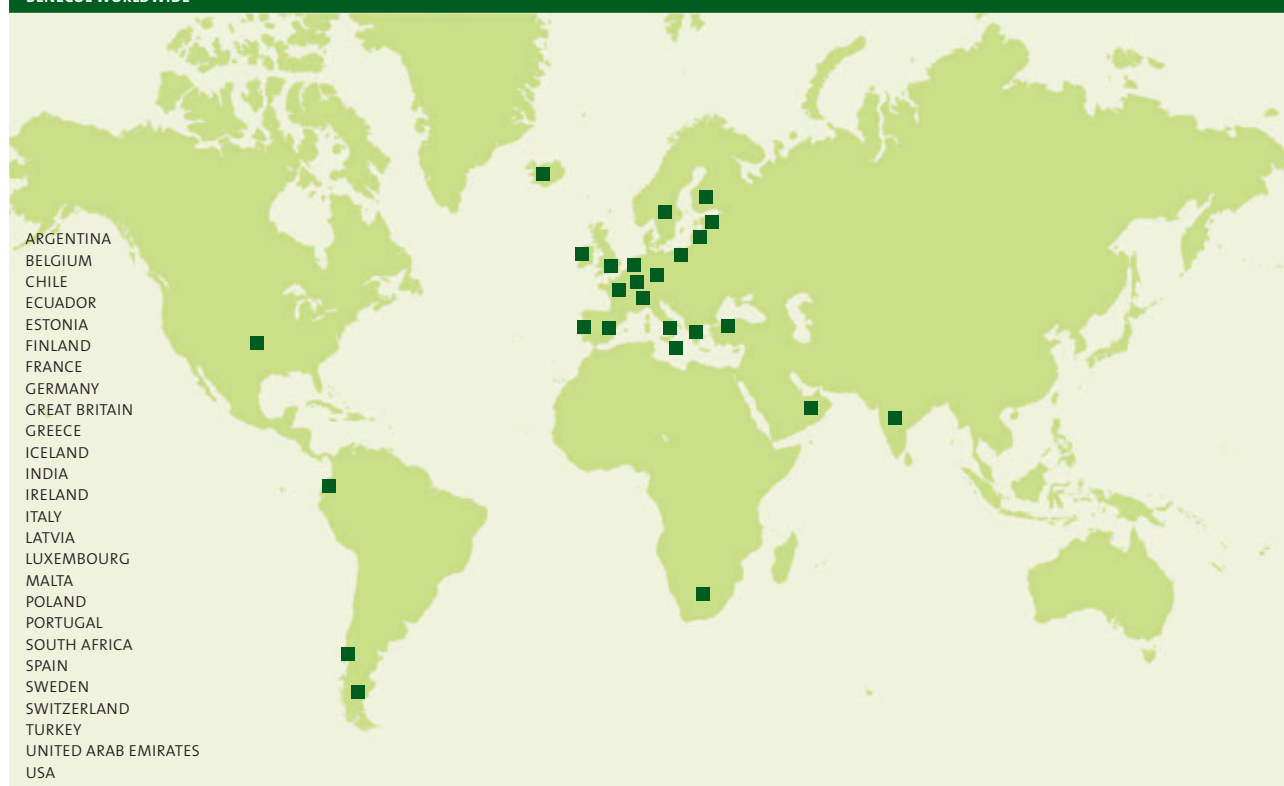 ARGENTINA
BELGIUM
CHILE
ECUADOR
ESTONIA
FINLAND
FRANCE
GERMANY
GREAT BRITAIN
GREECE
ICELAND
INDIA
IRELAND
ITALY
LATVIA
LUXEMBOURG
MALTA
POLAND
PORTUGAL
SOUTH AFRICA
SPAIN
SWEDEN
SWITZERLAND
TURKEY
UNITED ARAB EMIRATES
USA